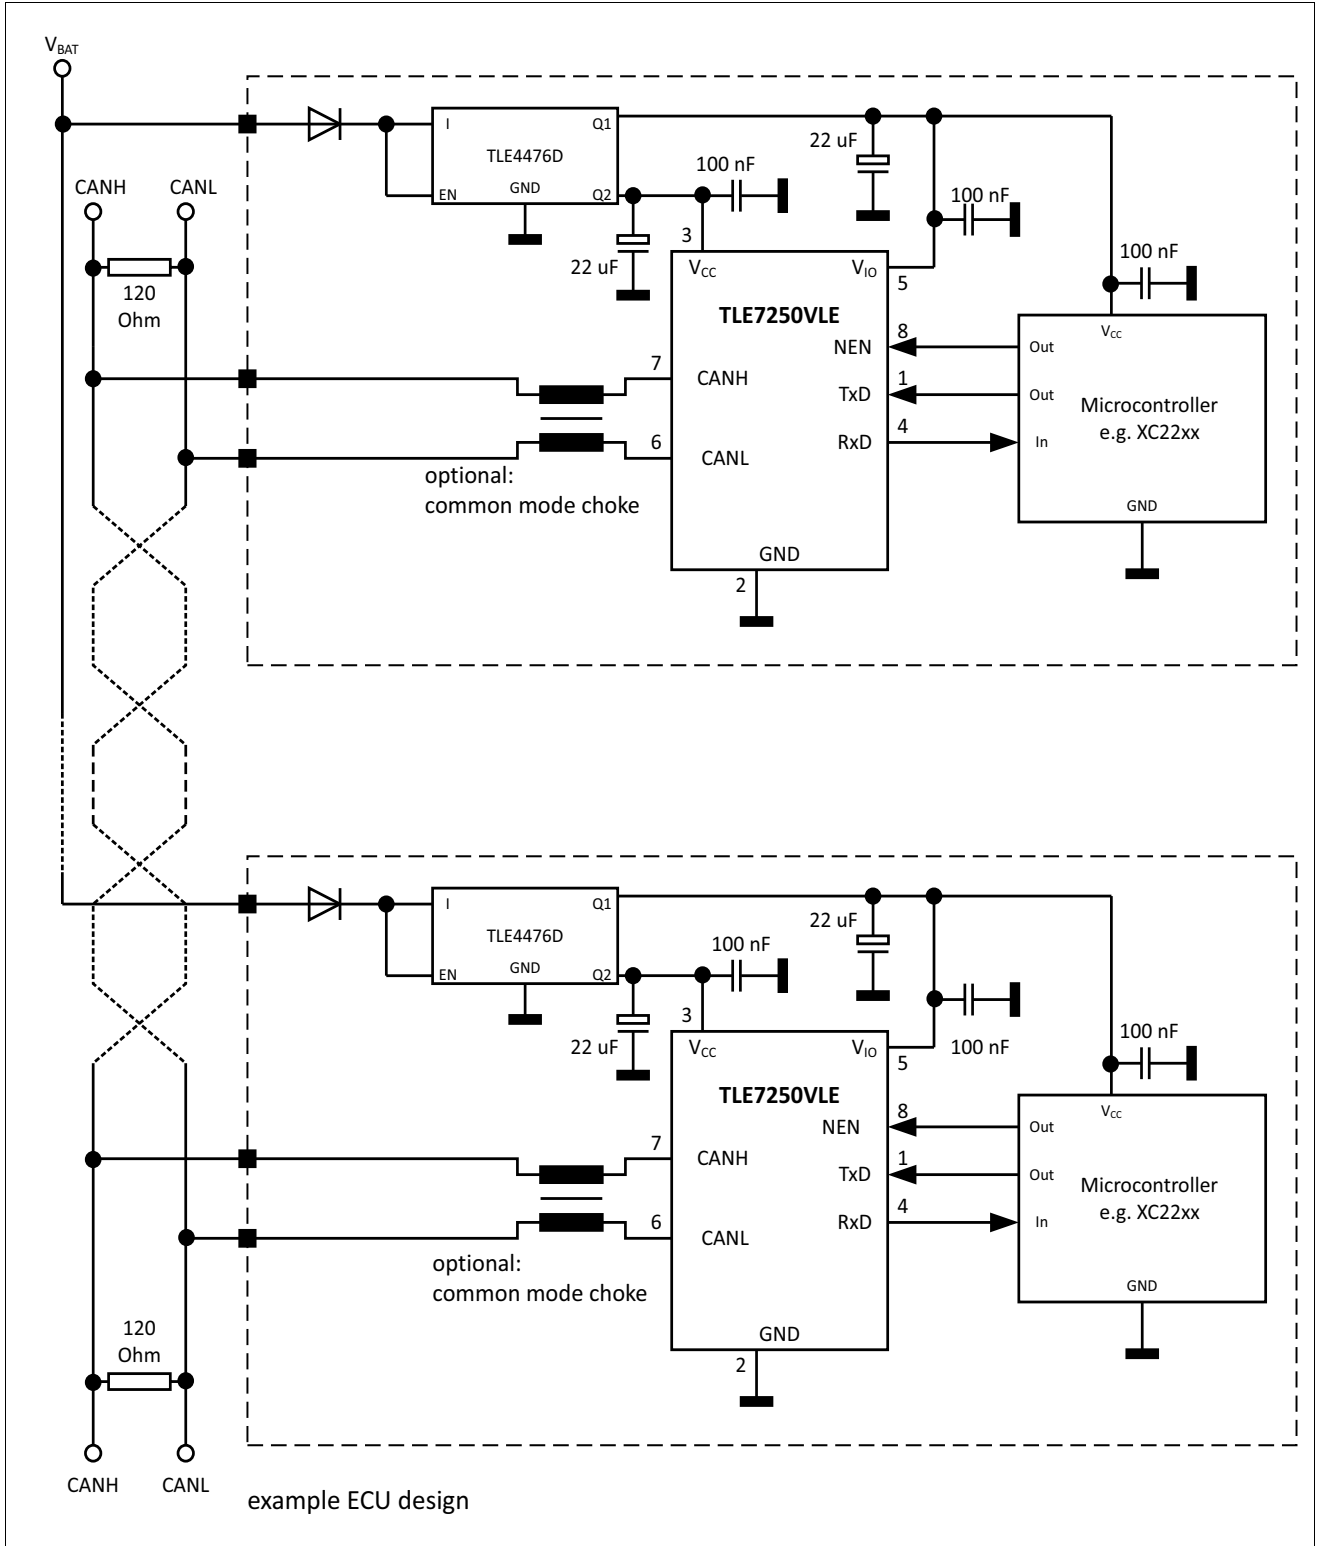 VBAT
I
Q1
22 uF
TLE4476D
100 nF
CANH
CANL
GND
EN
Q2
100 nF
3
22 uF
VCC
VIO
5
100 nF
120
Ohm
TLE7250VLE
VCC
8
NEN
Out
7
CANH
1
TxD
Out
Microcontroller
e.g. XC22xx
4
RxD
In
6
CANL
optional:
common mode choke
GND
GND
2
I
Q1
22 uF
TLE4476D
100 nF
GND
EN
Q2
3
22 uF
VCC
VIO
100 nF
5
100 nF
TLE7250VLE
VCC
8
NEN
Out
7
CANH
1
TxD
Out
Microcontroller
e.g. XC22xx
4
RxD
In
6
CANL
optional:
common mode choke
GND
120
Ohm
GND
2
CANH
CANL
example ECU design